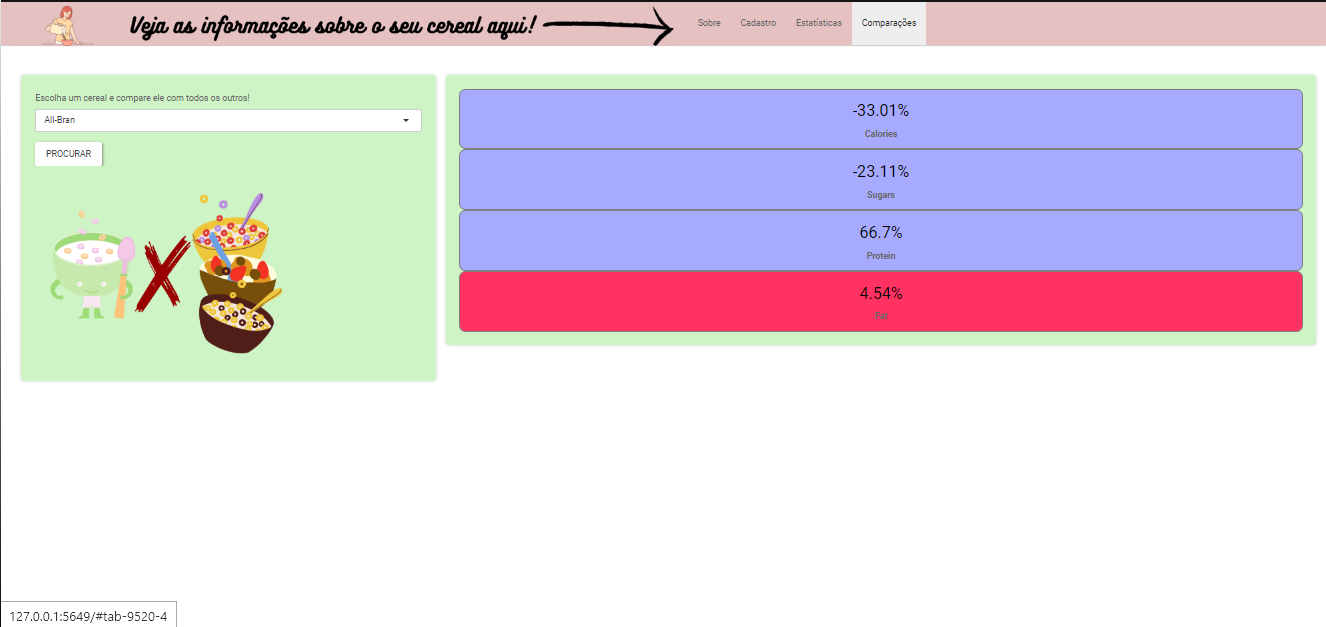 Veja as informações sobre o seu cereal aqui!
Sobre
Cadastro
Estatísticas
Comparações
Escolha um cereal e compare ele com todos os outros!
All-Bran
PROCURAR
-33.01%
Calories
-23.11%
Sugars
66.7%
Protein
4.54%
Fat
127.0.0.1:5649/#tab-9520-4